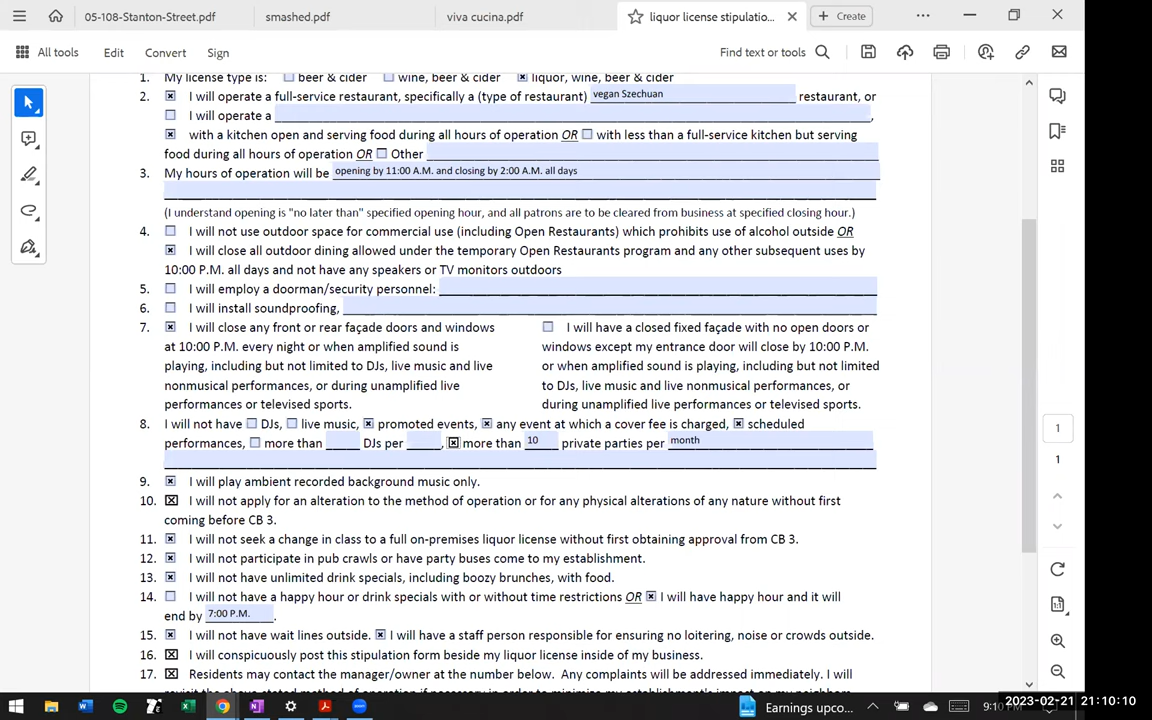 05-108-Stanton-Street.pdf
smashed.pdf
viva cucina.pdf
liquor license stipulatio...
Create
All tools
Edit
Convert
Sign
Find text or tools
1. My license type is: beer & cider wine, beer & cider liquor, wine, beer & cider
2. I will operate a full-service restaurant, specifically a (type of restaurant) vegan Szechuan restaurant, or
I will operate a ,
with a kitchen open and serving food during all hours of operation OR with less than a full-service kitchen but serving
food during all hours of operation OR Other
3. My hours of operation will be opening by 11:00 A.M. and closing by 2:00 A.M. all days
(I understand opening is "no later than" specified opening hour, and all patrons are to be cleared from business at specified closing hour.)
4. I will not use outdoor space for commercial use (including Open Restaurants) which prohibits use of alcohol outside OR
I will close all outdoor dining allowed under the temporary Open Restaurants program and any other subsequent uses by
10:00 P.M. all days and not have any speakers or TV monitors outdoors
5. I will employ a doorman/security personnel:
6. I will install soundproofing,
7. I will close any front or rear façade doors and windows
at 10:00 P.M. every night or when amplified sound is
playing, including but not limited to DJs, live music and live
nonmusical performances, or during unamplified live
performances or televised sports.
I will have a closed fixed façade with no open doors or
windows except my entrance door will close by 10:00 P.M.
or when amplified sound is playing, including but not limited
to DJs, live music and live nonmusical performances, or
during unamplified live performances or televised sports.
8. I will not have DJs, live music, promoted events, any event at which a cover fee is charged, scheduled
performances, more than DJs per , more than 10 private parties per month
9. I will play ambient recorded background music only.
10. I will not apply for an alteration to the method of operation or for any physical alterations of any nature without first
coming before CB 3.
11. I will not seek a change in class to a full on-premises liquor license without first obtaining approval from CB 3.
12. I will not participate in pub crawls or have party buses come to my establishment.
13. I will not have unlimited drink specials, including boozy brunches, with food.
14. I will not have a happy hour or drink specials with or without time restrictions OR I will have happy hour and it will
end by 7:00 P.M. .
15. I will not have wait lines outside. I will have a staff person responsible for ensuring no loitering, noise or crowds outside.
16. I will conspicuously post this stipulation form beside my liquor license inside of my business.
17. Residents may contact the manager/owner at the number below. Any complaints will be addressed immediately. I will
revisit the above-stated method of operation if necessary in order to minimize my establishment's impact on my neighbors
1
1
Earnings upco...
9:10 PM
2023-02-21 21:10:10